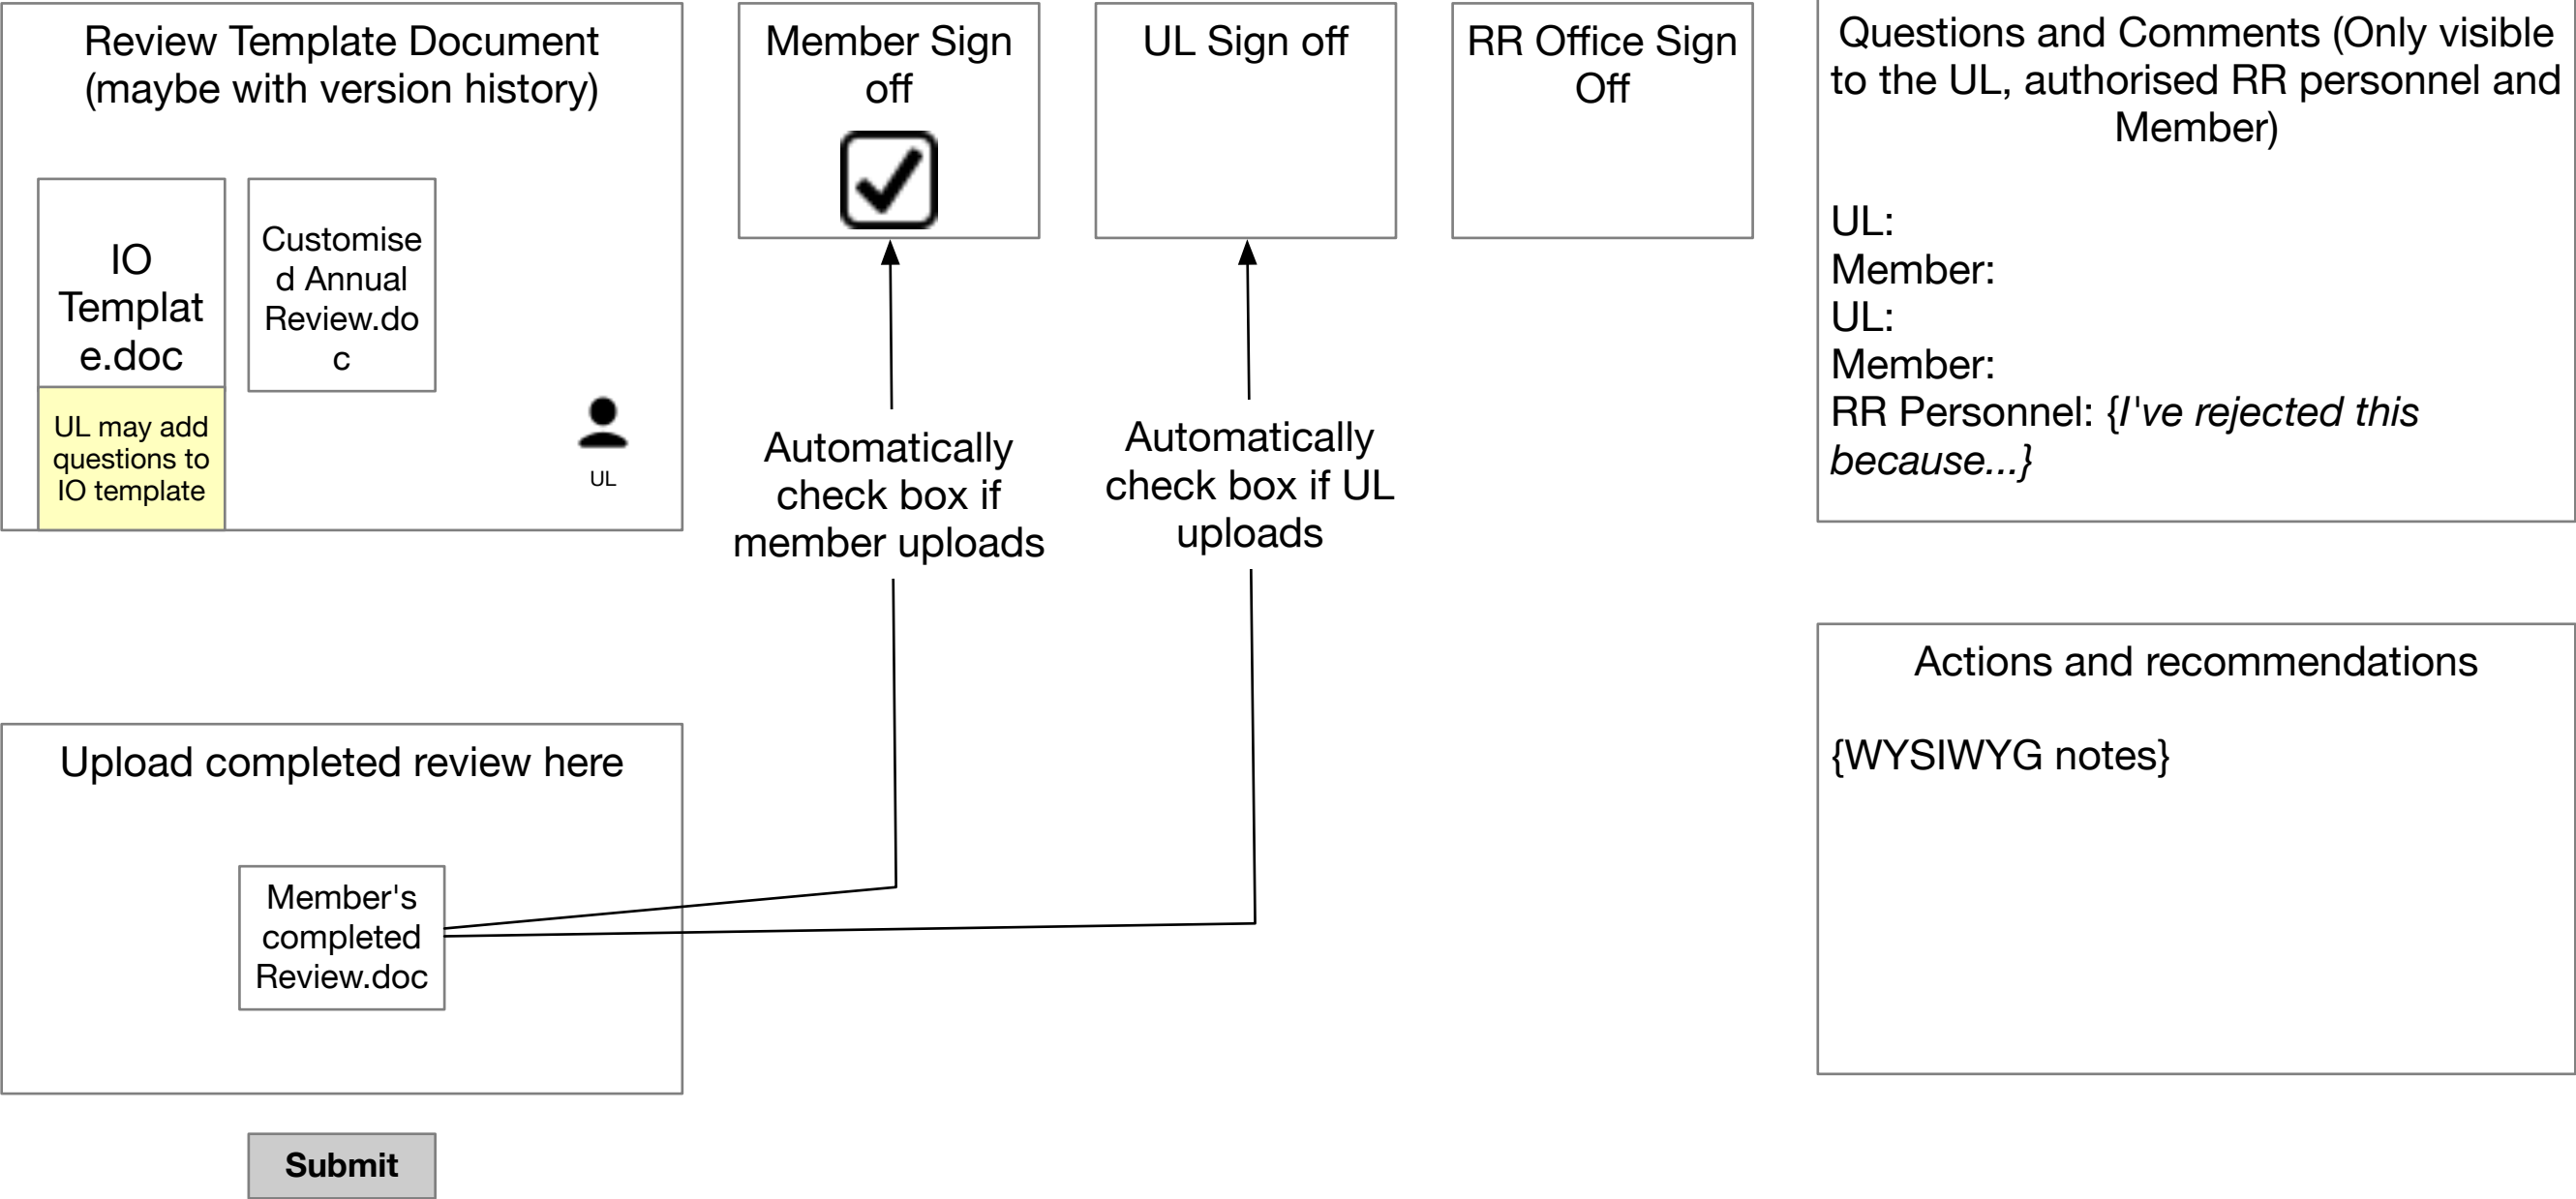 Review Template Document
(maybe with version history)
IO
Templat
e.doc
UL may add
questions to
IO template
Customise
d Annual
Review.do
c
UL
Member Sign
off
UL Sign off
RR Office Sign
Off
Automatically
check box if
member uploads
Automatically
check box if UL
uploads
Questions and Comments (Only visible
to the UL, authorised RR personnel and
Member)
UL:
Member:
UL:
Member:
RR Personnel: {I've rejected this
because...}
Upload completed review here
Member's
completed
Review.doc
Submit
Actions and recommendations
{WYSIWYG notes}